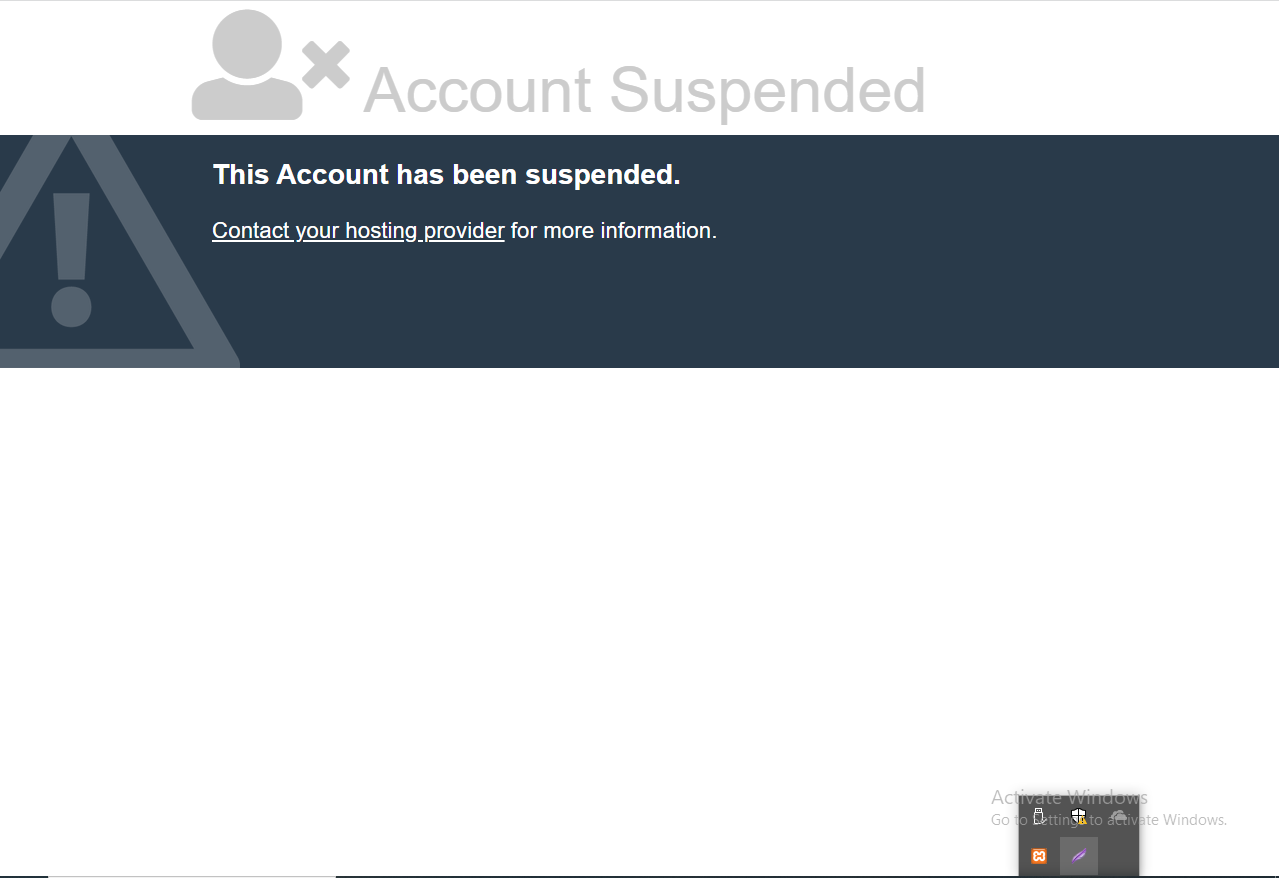 Account Suspended
This Account has been suspended.
Contact your hosting provider for more information.
Activate Windows
Go to Settings to activate Windows.